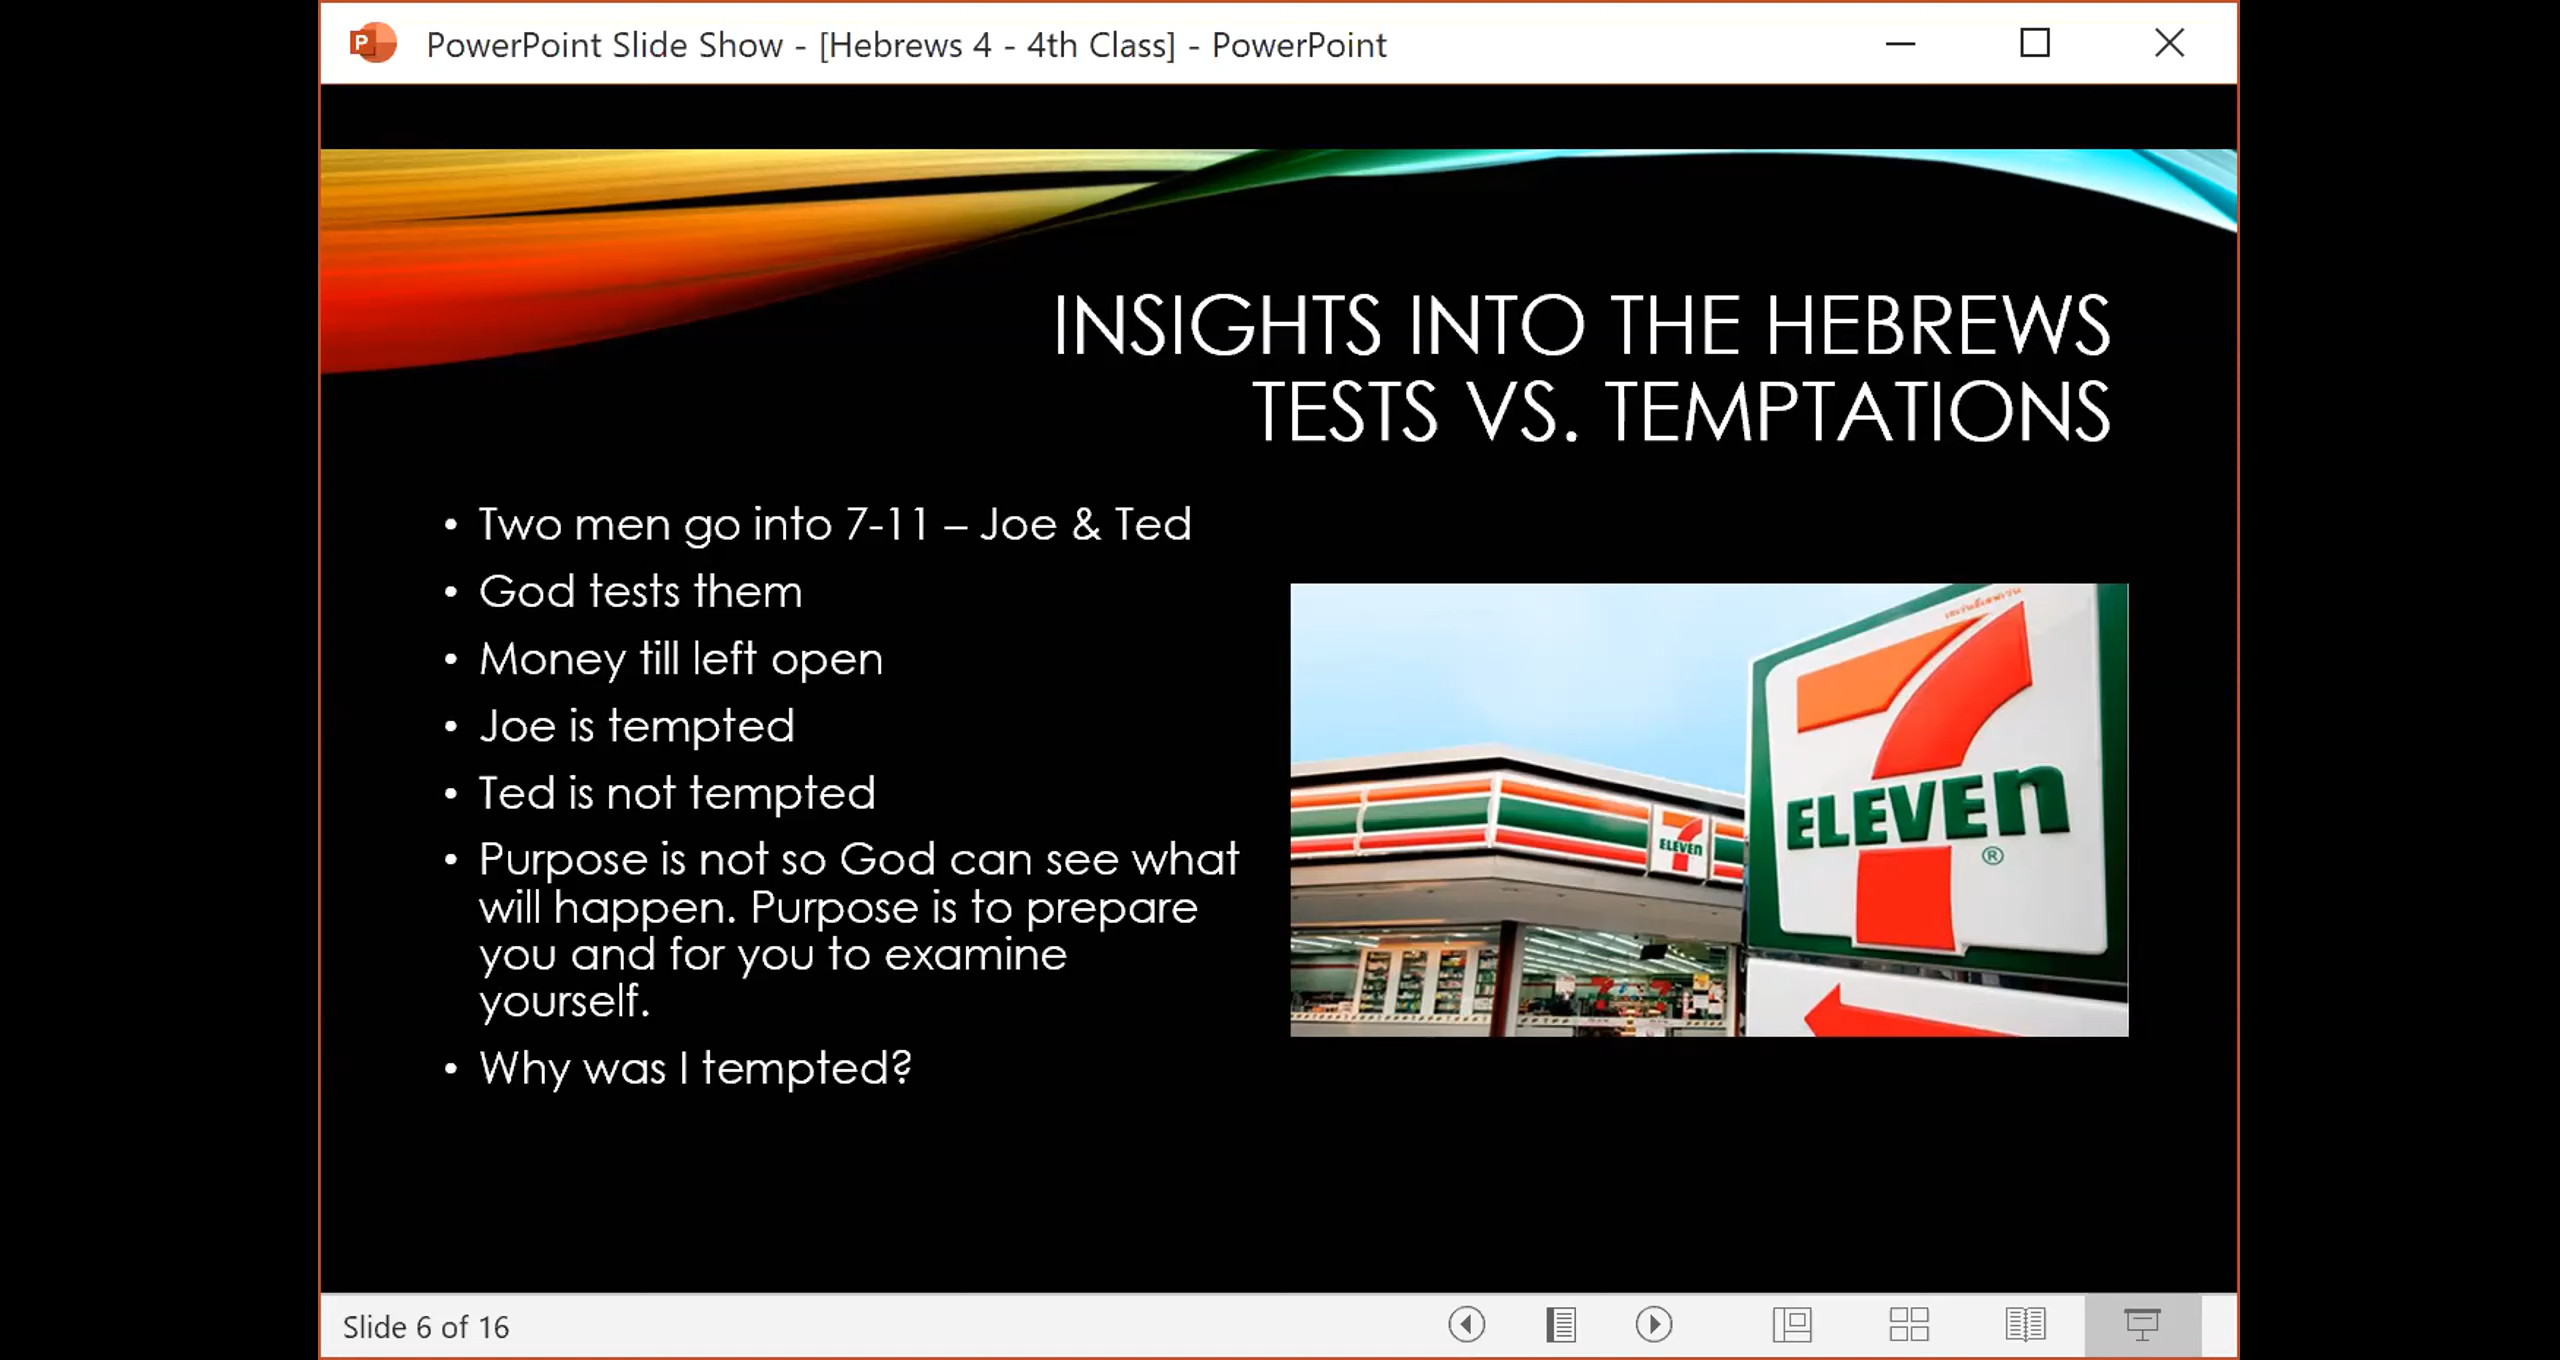 PowerPoint Slide Show - [Hebrews 4 - 4th Class] - PowerPoint
INSIGHTS INTO THE HEBREWS
TESTS VS. TEMPTATIONS
• Two men go into 7-11 – Joe & Ted
• God tests them
• Money till left open
• Joe is tempted
• Ted is not tempted
• Purpose is not so God can see what
will happen. Purpose is to prepare
you and for you to examine
yourself.
• Why was I tempted?
7
ELEVEn
®
7
ELEVEn
Slide 6 of 16